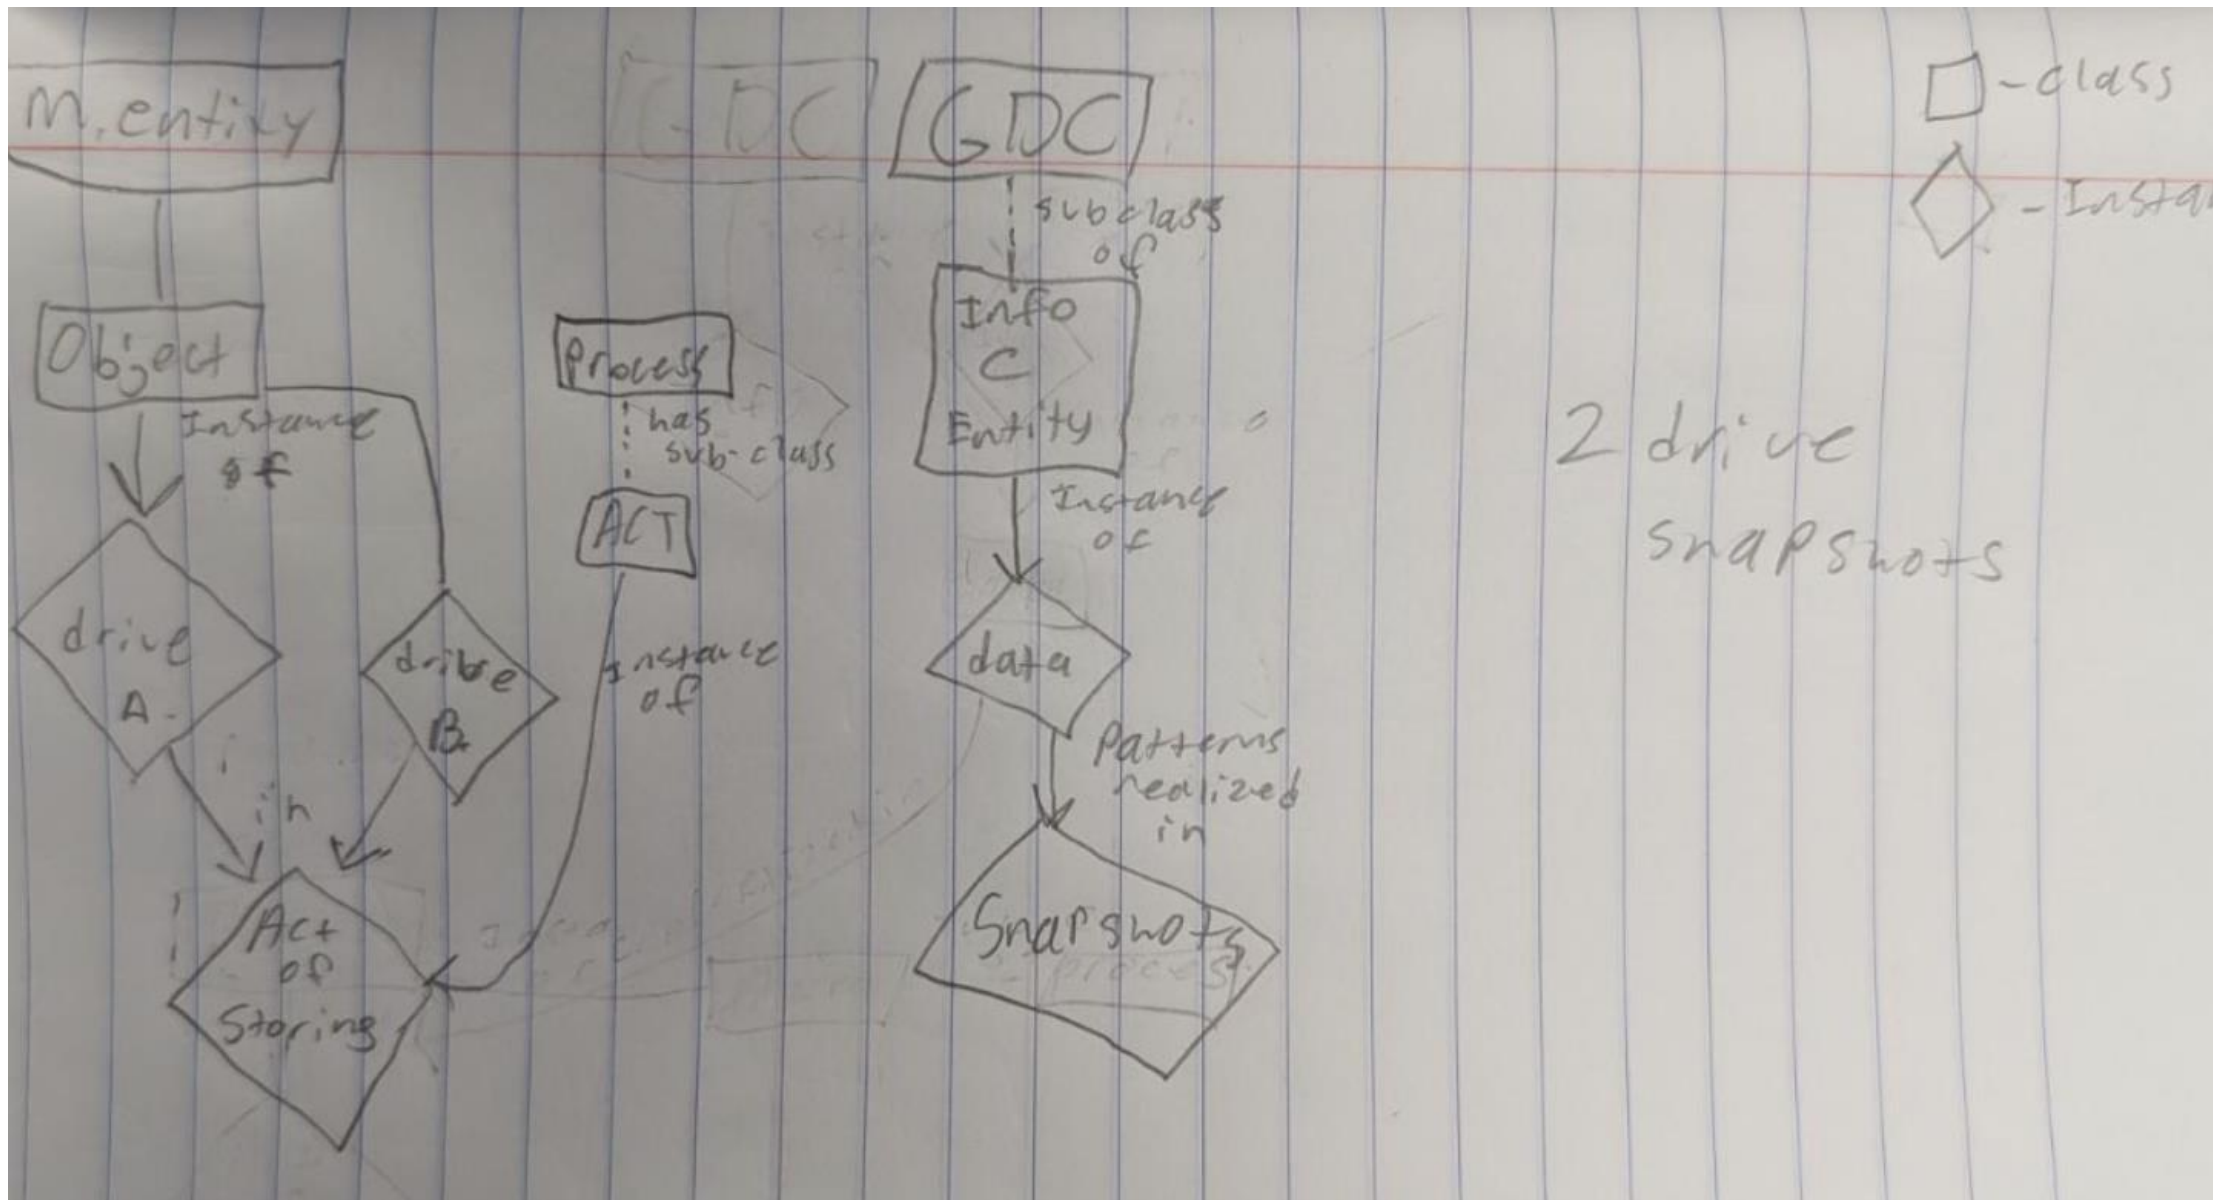 M. entity
GDC
GDC
- class
- Insta
subclass
of
Object
Process
Info
C
Entity
Instance
of
has
sub-class
2 drive
snapshots
ACT
Instance
of
drive
A.
drive
B.
Instance
of
data
Patterns
realized
in
in
Act
of
Storing
Snapshots
process